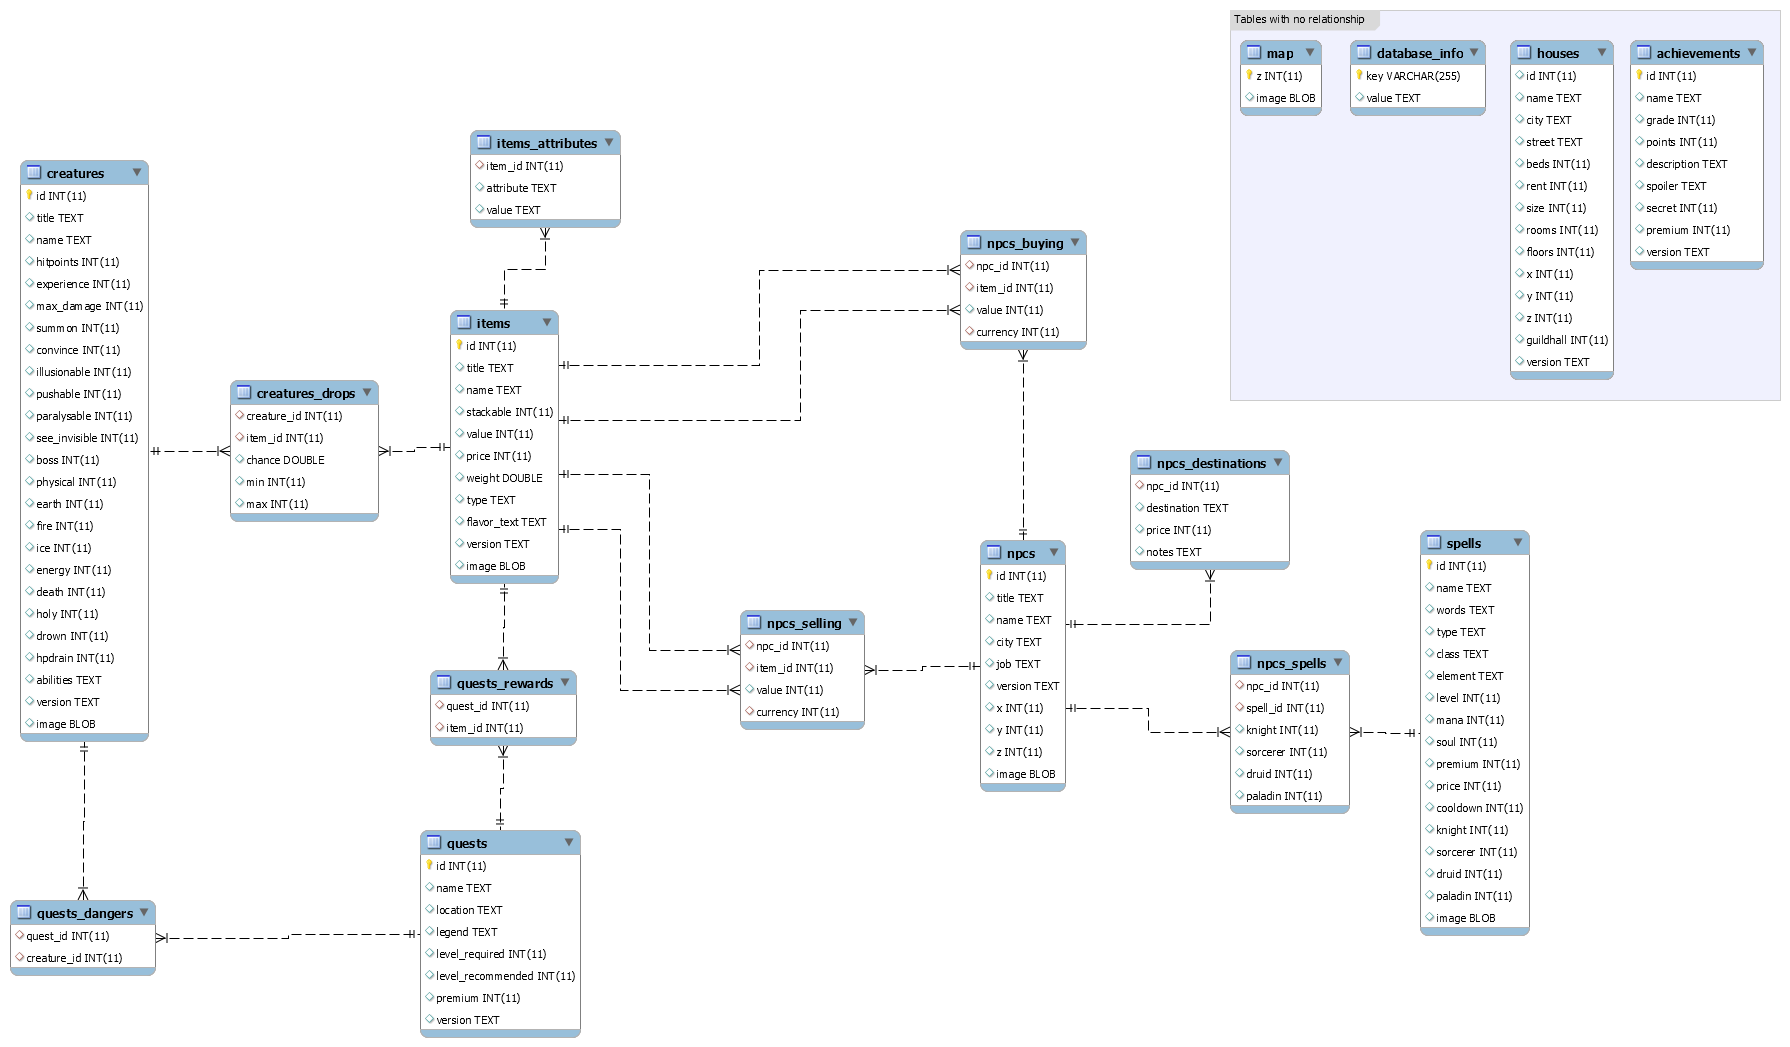 Tables with no relationship
map
z INT(11)
image BLOB
database_info
key VARCHAR(255)
value TEXT
houses
id INT(11)
name TEXT
city TEXT
street TEXT
beds INT(11)
rent INT(11)
size INT(11)
rooms INT(11)
floors INT(11)
x INT(11)
y INT(11)
z INT(11)
guildhall INT(11)
version TEXT
achievements
id INT(11)
name TEXT
grade INT(11)
points INT(11)
description TEXT
spoiler TEXT
secret INT(11)
premium INT(11)
version TEXT
creatures
id INT(11)
title TEXT
name TEXT
hitpoints INT(11)
experience INT(11)
max_damage INT(11)
summon INT(11)
convince INT(11)
illusionable INT(11)
pushable INT(11)
paralysable INT(11)
see_invisible INT(11)
boss INT(11)
physical INT(11)
earth INT(11)
fire INT(11)
ice INT(11)
energy INT(11)
death INT(11)
holy INT(11)
drown INT(11)
hpdrain INT(11)
abilities TEXT
version TEXT
image BLOB
creatures_drops
creature_id INT(11)
item_id INT(11)
chance DOUBLE
min INT(11)
max INT(11)
items_attributes
item_id INT(11)
attribute TEXT
value TEXT
items
id INT(11)
title TEXT
name TEXT
stackable INT(11)
value INT(11)
price INT(11)
weight DOUBLE
type TEXT
flavor_text TEXT
version TEXT
image BLOB
npcs_buying
npc_id INT(11)
item_id INT(11)
value INT(11)
currency INT(11)
npcs_destinations
npc_id INT(11)
destination TEXT
price INT(11)
notes TEXT
npcs
id INT(11)
title TEXT
name TEXT
city TEXT
job TEXT
version TEXT
x INT(11)
y INT(11)
z INT(11)
image BLOB
spells
id INT(11)
name TEXT
words TEXT
type TEXT
class TEXT
element TEXT
level INT(11)
mana INT(11)
soul INT(11)
premium INT(11)
price INT(11)
cooldown INT(11)
knight INT(11)
sorcerer INT(11)
druid INT(11)
paladin INT(11)
image BLOB
npcs_selling
npc_id INT(11)
item_id INT(11)
value INT(11)
currency INT(11)
npcs_spells
npc_id INT(11)
spell_id INT(11)
knight INT(11)
sorcerer INT(11)
druid INT(11)
paladin INT(11)
quests_rewards
quest_id INT(11)
item_id INT(11)
quests
id INT(11)
name TEXT
location TEXT
legend TEXT
level_required INT(11)
level_recommended INT(11)
premium INT(11)
version TEXT
quests_dangers
quest_id INT(11)
creature_id INT(11)